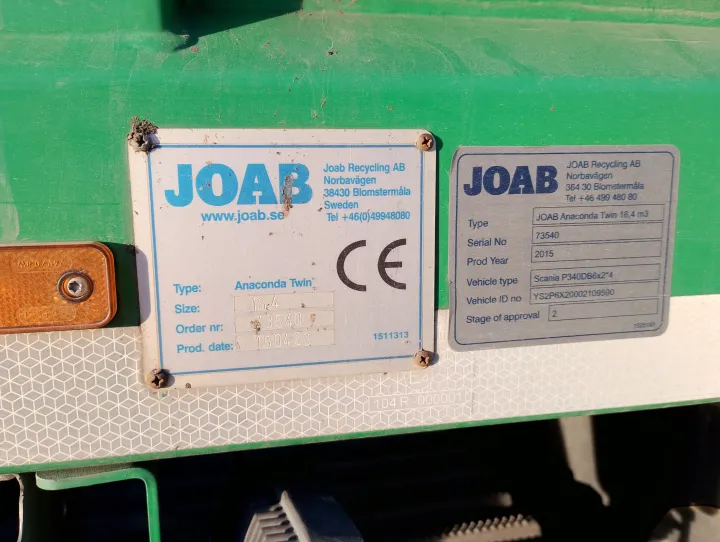 JOAB
www.joab.se
Joab Recycling AB
Norbavägen
38430 Blomstermåla
Sweden
Tel +46(0)49948080
CE
Type: Anaconda Twin
Size:
Order nr:
Prod. date:
1511313
JOAB
JOAB Recycling AB
Norbavägen
384 30 Blomstermåla
Tel +46 499 480 80
Type JOAB Anaconda Twin 16,4 m3
Serial No 73540
Prod Year 2015
Vehicle type Scania P340DB6x2*4
Vehicle ID no YS2P6X20002109590
Stage of approval 2
104 R